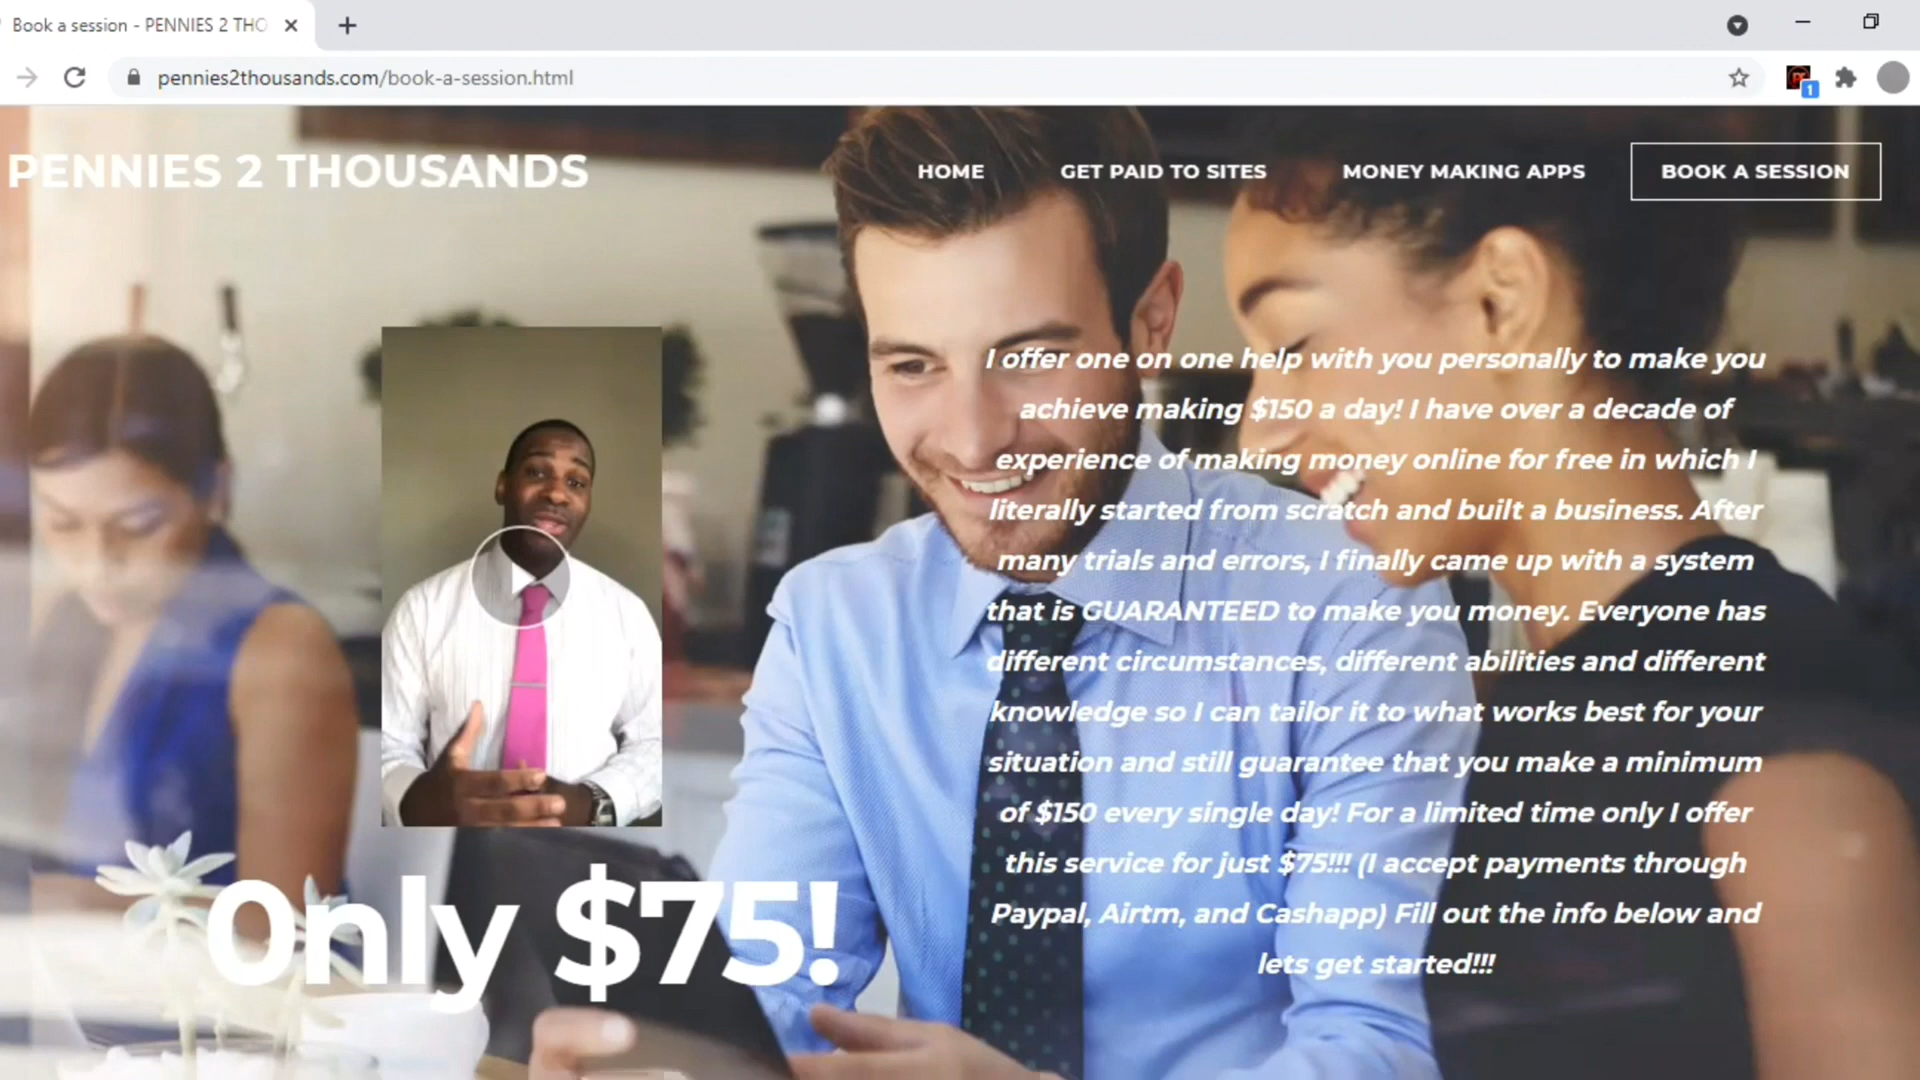 Book a session - PENNIES 2 THO
pennies2thousands.com/book-a-session.html
1
PENNIES 2 THOUSANDS
HOME
GET PAID TO SITES
MONEY MAKING APPS
BOOK A SESSION
I offer one on one help with you personally to make you
achieve making $150 a day! I have over a decade of
experience of making money online for free in which I
literally started from scratch and built a business. After
many trials and errors, I finally came up with a system
that is GUARANTEED to make you money. Everyone has
different circumstances, different abilities and different
knowledge so I can tailor it to what works best for your
situation and still guarantee that you make a minimum
of $150 every single day! For a limited time only I offer
this service for just $75!!! (I accept payments through
Paypal, Airtm, and Cashapp) Fill out the info below and
lets get started!!!
Only $75!